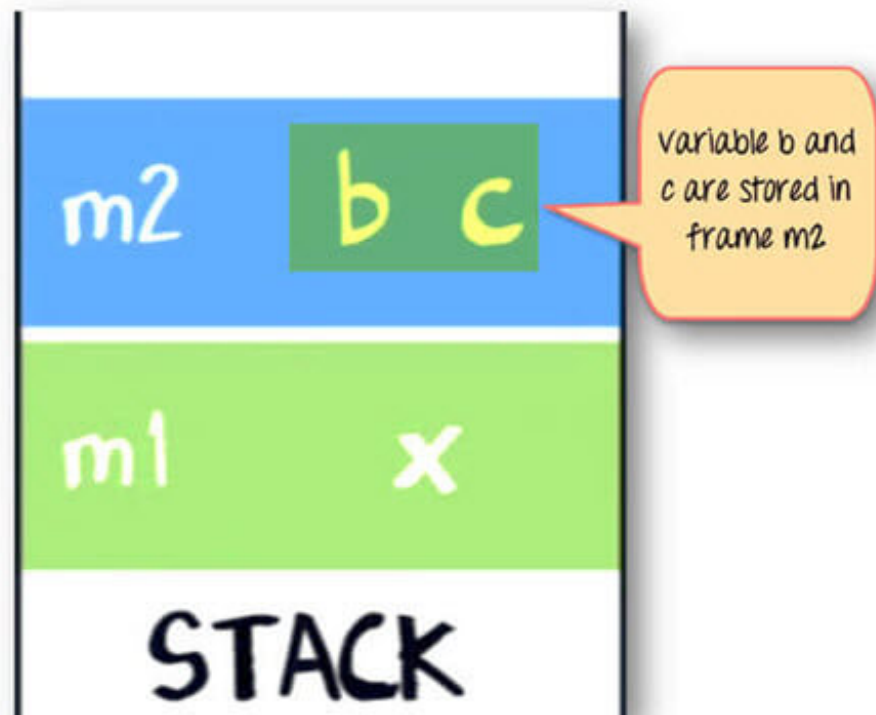 m2 b c
variable b and
c are stored in
frame m2
m1 x
STACK